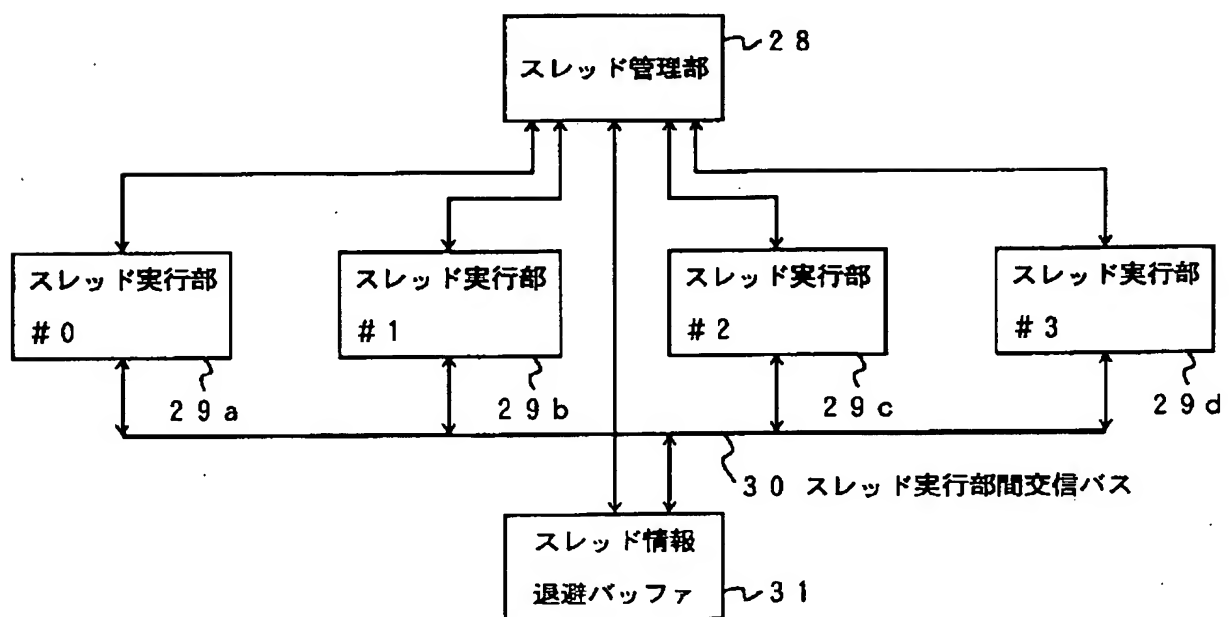 28
スレッド管理部
スレッド実行部
#0
29a
スレッド実行部
#1
29b
スレッド実行部
#2
29c
スレッド実行部
#3
29d
30 スレッド実行部間交信バス
スレッド情報
退避バッファ
31